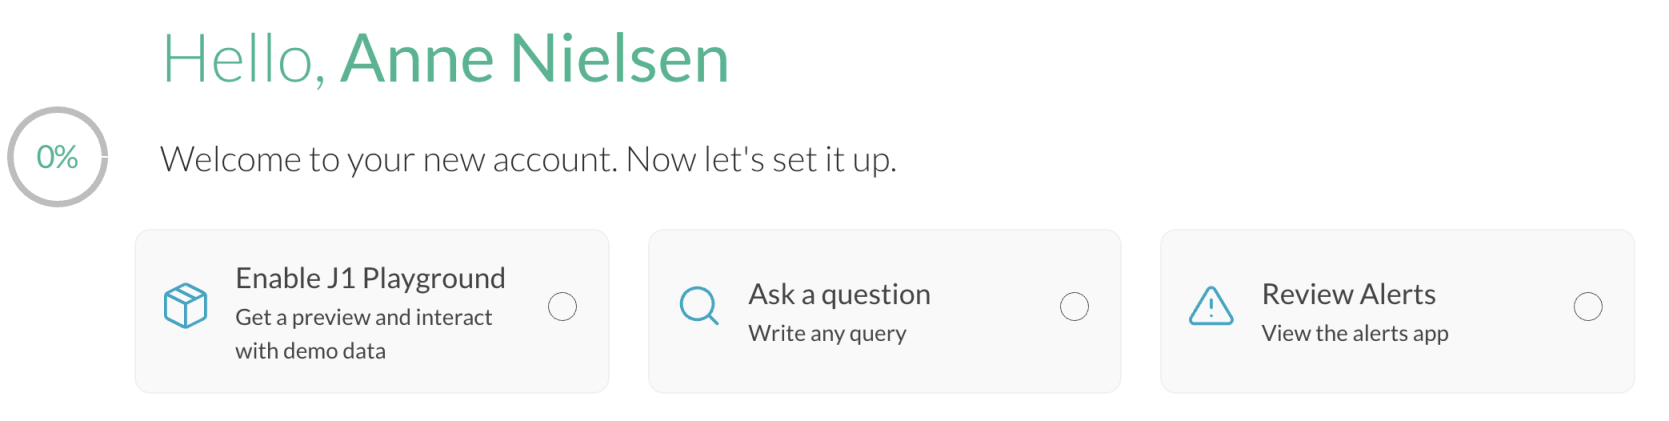 Hello, Anne Nielsen
0%
Welcome to your new account. Now let's set it up.
Enable J1 Playground
Get a preview and interact
with demo data
Ask a question
Write any query
Review Alerts
View the alerts app